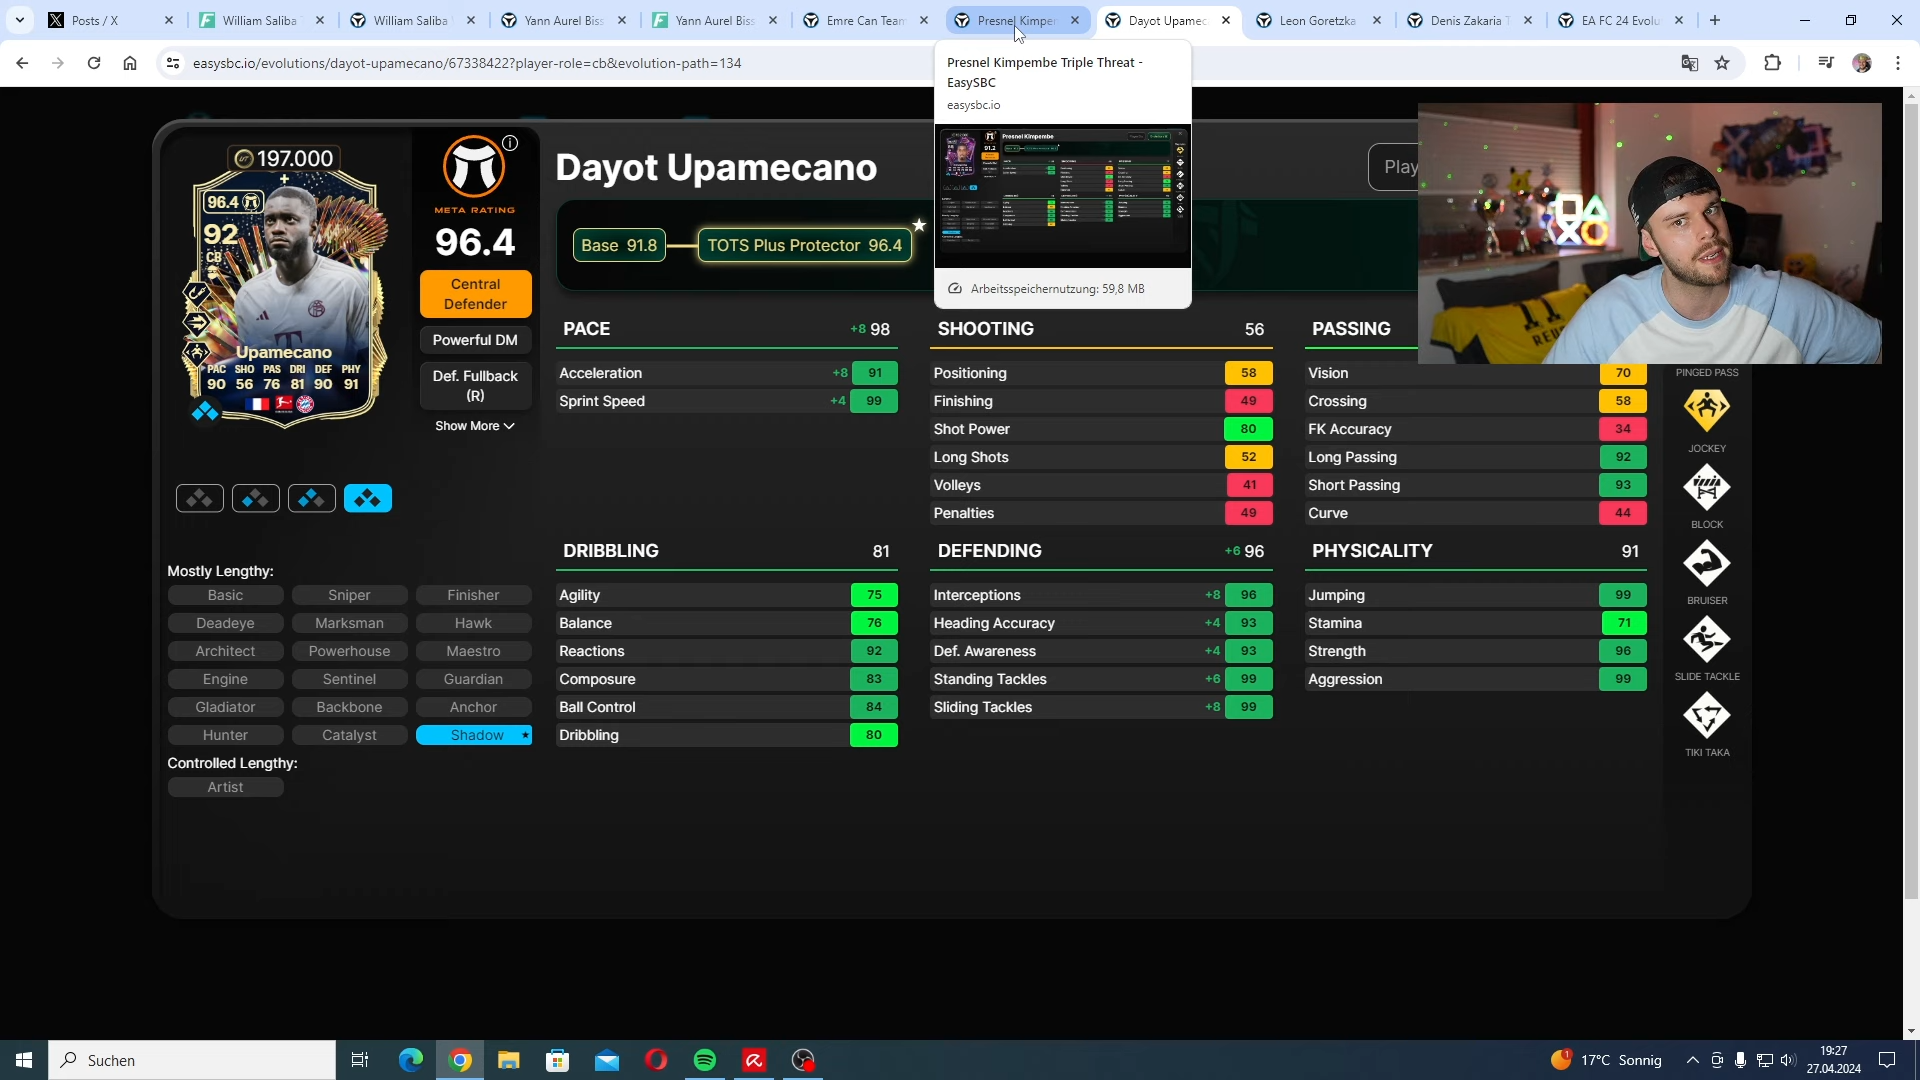 Posts / X
William Saliba
William Saliba
Yann Aurel Biss
Yann Aurel Biss
Emre Can Team
Presnel Kimpe
Dayot Upamec
Leon Goretzka
Denis Zakaria T
EA FC 24 Evolu
easysbc.io/evolutions/dayot-upamecano/67338422?player-role=cb&evolution-path=134
Presnel Kimpembe Triple Threat -
EasySBC
easysbc.io
Presnel Kimpembe
91.2
Arbeitsspeichernutzung: 59,8 MB
197.000
96.4
92
CB
Upamecano
PAC SHO PAS DRI DEF PHY
90 56 76 81 90 91
META RATING
96.4
Central
Defender
Powerful DM
Def. Fullback
(R)
Show More
Dayot Upamecano
Play
Base 91.8
TOTS Plus Protector 96.4
PACE +8 98
Acceleration +8 91
Sprint Speed +4 99
SHOOTING 56
Positioning 58
Finishing 49
Shot Power 80
Long Shots 52
Volleys 41
Penalties 49
PASSING
Vision 70
Crossing 58
FK Accuracy 34
Long Passing 92
Short Passing 93
Curve 44
DRIBBLING 81
Agility 75
Balance 76
Reactions 92
Composure 83
Ball Control 84
Dribbling 80
DEFENDING +6 96
Interceptions +8 96
Heading Accuracy +4 93
Def. Awareness +4 93
Standing Tackles +6 99
Sliding Tackles +8 99
PHYSICALITY 91
Jumping 99
Stamina 71
Strength 96
Aggression 99
PINGED PASS
JOCKEY
BLOCK
BRUISER
SLIDE TACKLE
TIKI TAKA
Mostly Lengthy:
Basic Sniper Finisher
Deadeye Marksman Hawk
Architect Powerhouse Maestro
Engine Sentinel Guardian
Gladiator Backbone Anchor
Hunter Catalyst Shadow
Controlled Lengthy:
Artist
Suchen
1
17°C Sonnig
19:27
27.04.2024